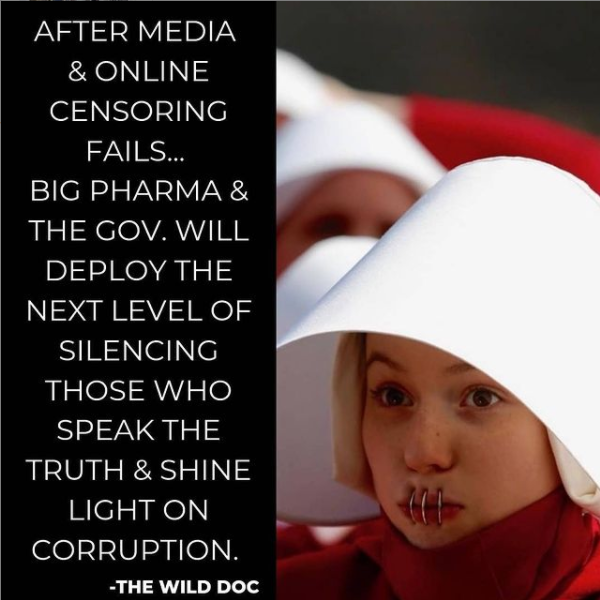 AFTER MEDIA
& ONLINE
CENSORING
FAILS...
BIG PHARMA &
THE GOV. WILL
DEPLOY THE
NEXT LEVEL OF
SILENCING
THOSE WHO
SPEAK THE
TRUTH & SHINE
LIGHT ON
CORRUPTION.
-THE WILD DOC